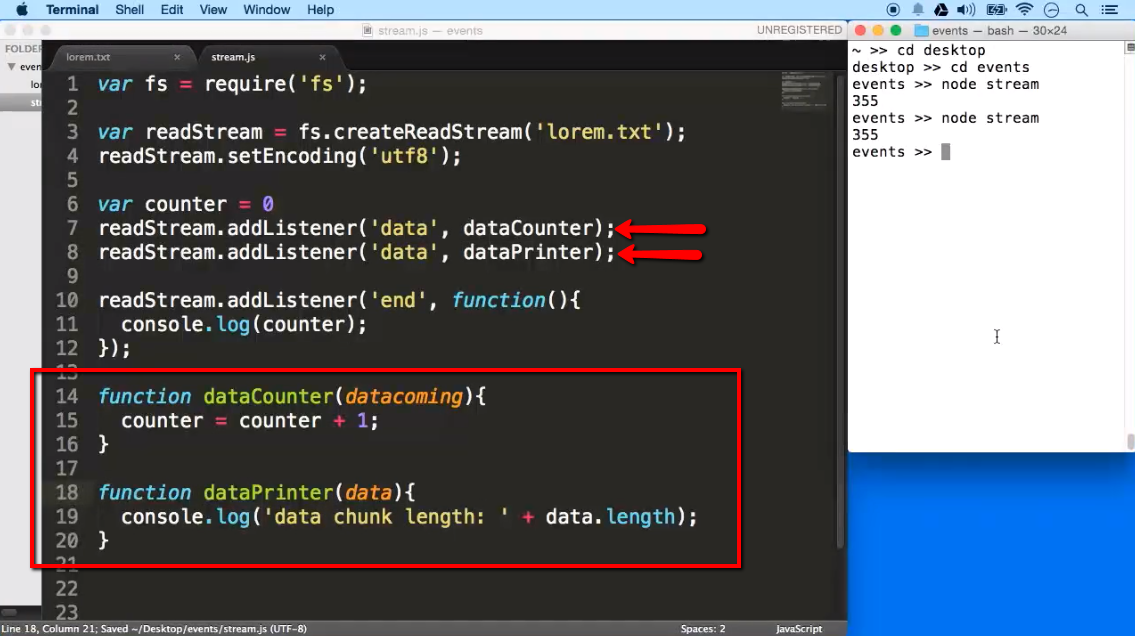 Terminal Shell Edit View Window Help
stream.js — events
UNREGISTERED
events — bash — 30×24
FOLDER
lorem.txt
stream.js
1 var fs = require('fs');
2
3 var readStream = fs.createReadStream('lorem.txt');
4 readStream.setEncoding('utf8');
5
6 var counter = 0
7 readStream.addListener('data', dataCounter);
8 readStream.addListener('data', dataPrinter);
9
10 readStream.addListener('end', function(){
11 console.log(counter);
12 });
13
14 function dataCounter(datacoming){
15 counter = counter + 1;
16 }
17
18 function dataPrinter(data){
19 console.log('data chunk length: ' + data.length);
20 }
21
22
23
~ >> cd desktop
desktop >> cd events
events >> node stream
355
events >> node stream
355
events >>
Line 18, Column 21; Saved ~/Desktop/events/stream.js (UTF-8)
Spaces: 2
JavaScript